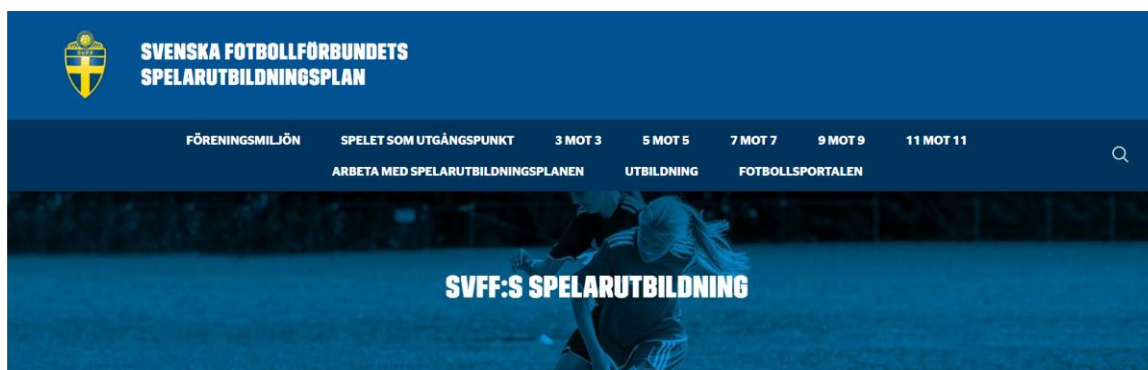 SvFF
SVENSKA FOTBOLLFÖRBUNDETS
SPELARUTBILDNINGSPLAN
FÖRENINGSMILJÖN SPELET SOM UTGÅNGSPUNKT 3 MOT 3 5 MOT 5 7 MOT 7 9 MOT 9 11 MOT 11
ARBETA MED SPELARUTBILDNINGSPLANEN UTBILDNING FOTBOLLSPORTALEN
SVFF:S SPELARUTBILDNING